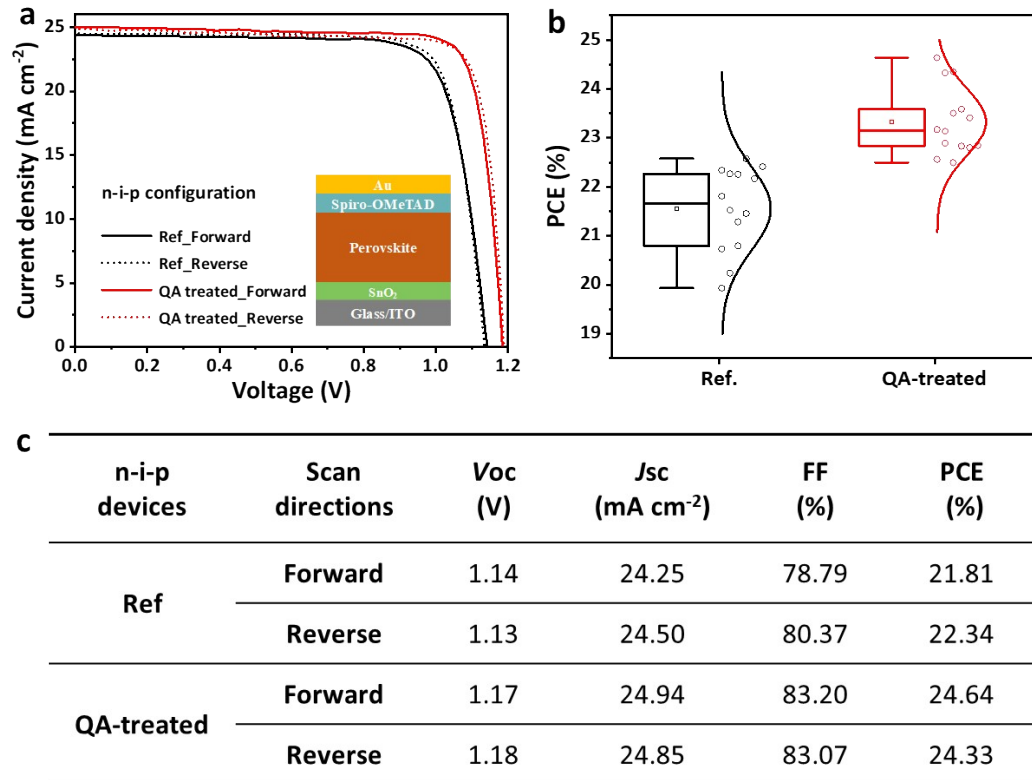 a
Current density (mA cm⁻²)
25
20
15
10
5
0
0.0 0.2 0.4 0.6 0.8 1.0 1.2
Voltage (V)
n-i-p configuration
Ref_Forward
Ref_Reverse
QA treated_Forward
QA treated_Reverse
Au
Spiro-OMeTAD
Perovskite
SnO₂
Glass/ITO
b
PCE (%)
25
24
23
22
21
20
19
Ref. QA-treated
c
n-i-p devices Scan directions Voc (V) Jsc (mA cm⁻²) FF (%) PCE (%)
Ref Forward 1.14 24.25 78.79 21.81
Reverse 1.13 24.50 80.37 22.34
QA-treated Forward 1.17 24.94 83.20 24.64
Reverse 1.18 24.85 83.07 24.33